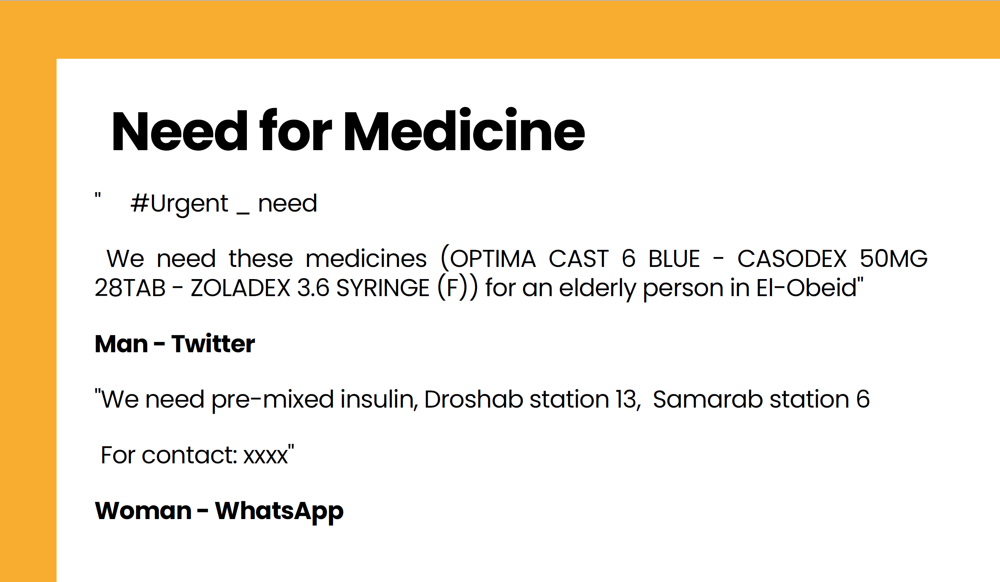 Need for Medicine
" #Urgent _ need
We need these medicines (OPTIMA CAST 6 BLUE - CASODEX 50MG
28TAB - ZOLADEX 3.6 SYRINGE (F)) for an elderly person in El-Obeid"
Man - Twitter
"We need pre-mixed insulin, Droshab station 13, Samarab station 6
For contact: xxxx"
Woman - WhatsApp